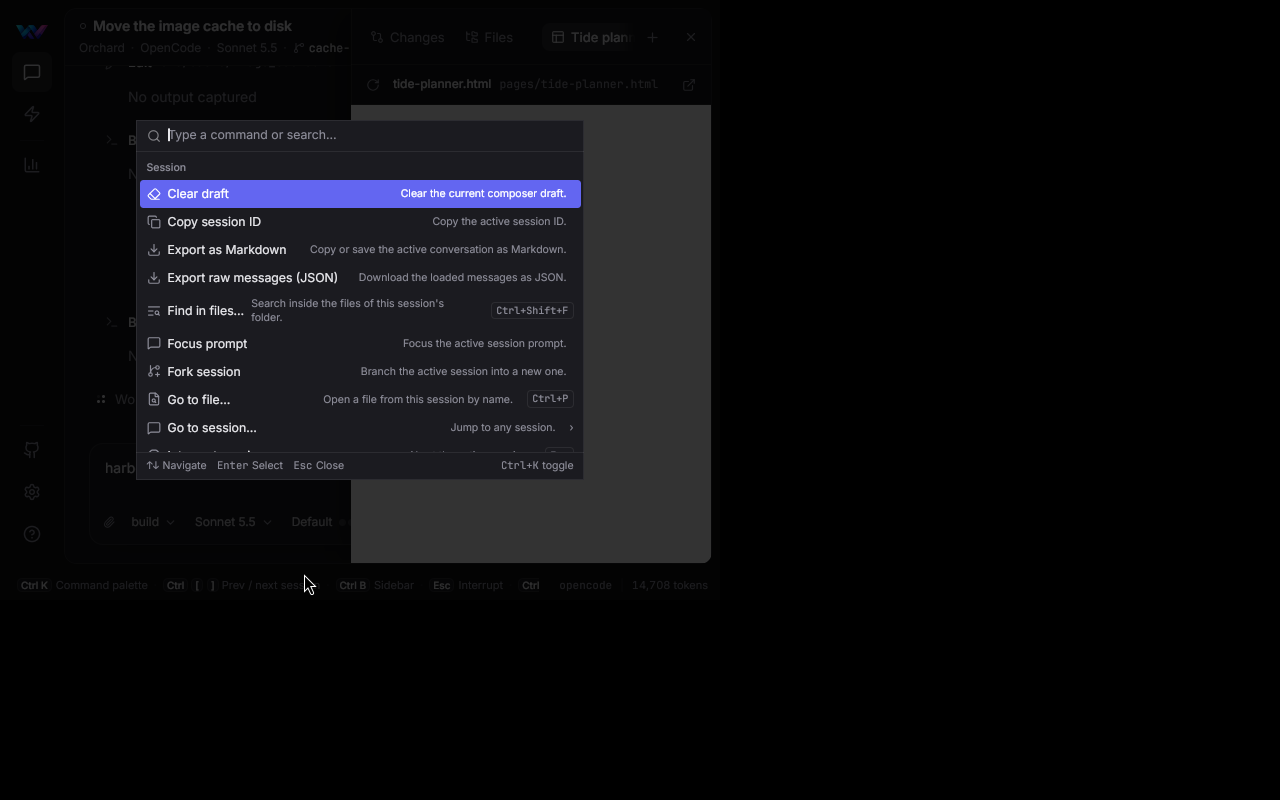 Move the image cache to disk
Orchard · OpenCode · Sonnet 5.5 cache-
Changes
Files
Tide plan
tide-planner.html pages/tide-planner.html
No output captured
Type a command or search...
Session
Clear draft Clear the current composer draft.
Copy session ID Copy the active session ID.
Export as Markdown Copy or save the active conversation as Markdown.
Export raw messages (JSON) Download the loaded messages as JSON.
Find in files... Search inside the files of this session's folder. Ctrl+Shift+F
Focus prompt Focus the active session prompt.
Fork session Branch the active session into a new one.
Go to file... Open a file from this session by name. Ctrl+P
Go to session... Jump to any session. ›
↑↓ Navigate Enter Select Esc Close Ctrl+K toggle
Wo
harb
build Sonnet 5.5 Default
Ctrl K Command palette Ctrl [ ] Prev / next sess Ctrl B Sidebar Esc Interrupt Ctrl opencode 14,708 tokens